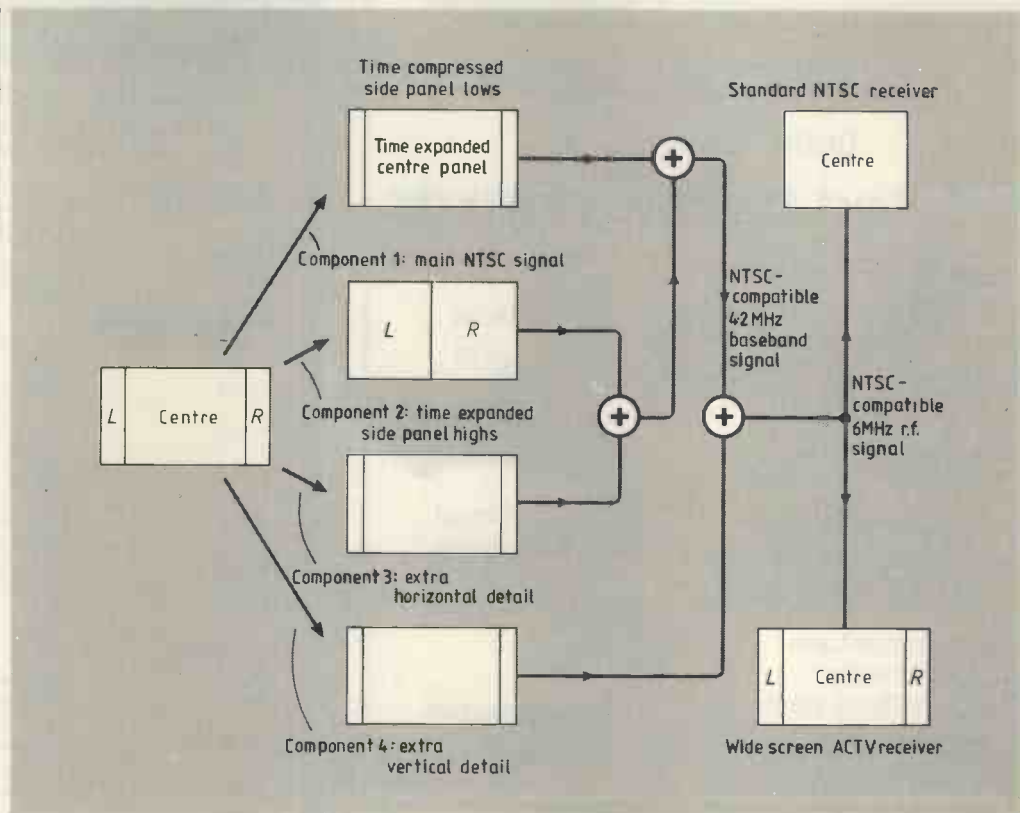 Time compressed
side panel lows
Time expanded
centre panel
Component 1: main NTSC signal
L
R
Component 2: time expanded
side panel highs
L
Centre
R
Component 3: extra
horizontal detail
Component 4: extra
vertical detail
+
+
+
NTSC-
compatible
4·2MHz
baseband
signal
Standard NTSC receiver
Centre
NTSC-
compatible
6MHz r.f.
signal
L
Centre
R
Wide screen ACTV receiver